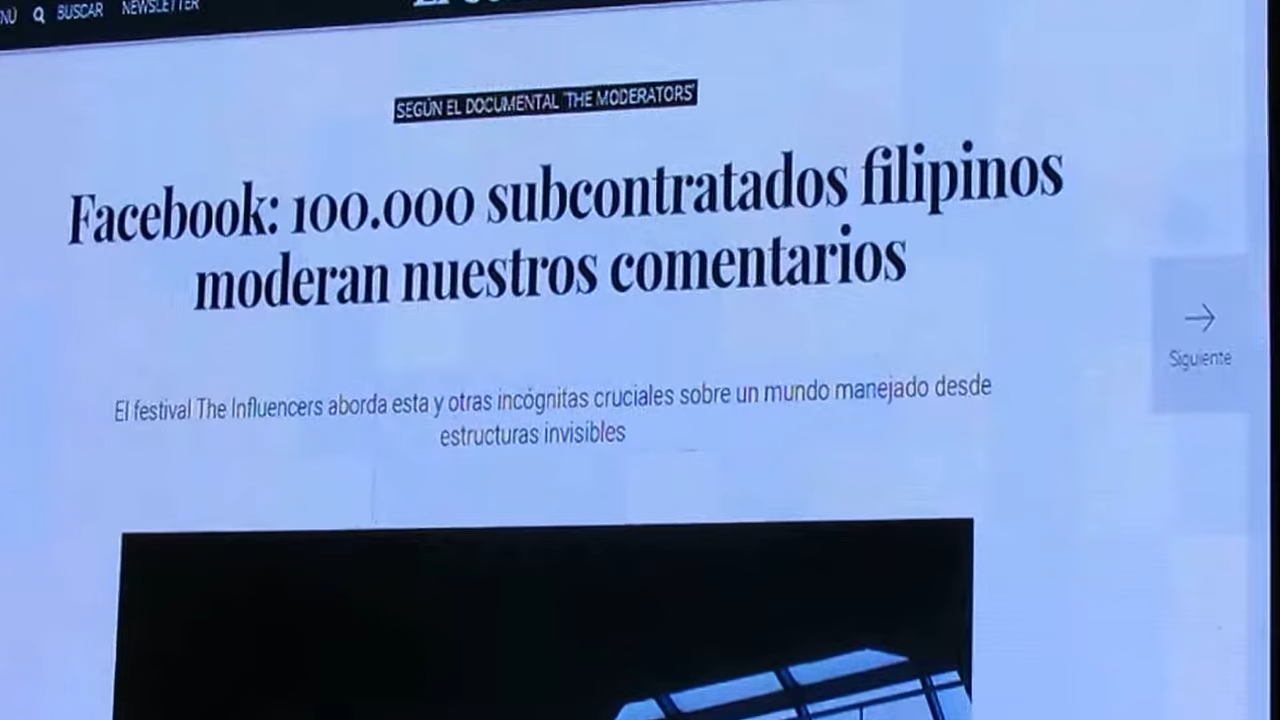 BUSCAR NEWSLETTER
SEGÚN EL DOCUMENTAL 'THE MODERATORS'
Facebook: 100.000 subcontratados filipinos
moderan nuestros comentarios
El festival The Influencers aborda esta y otras incógnitas cruciales sobre un mundo manejado desde
estructuras invisibles
Siguiente